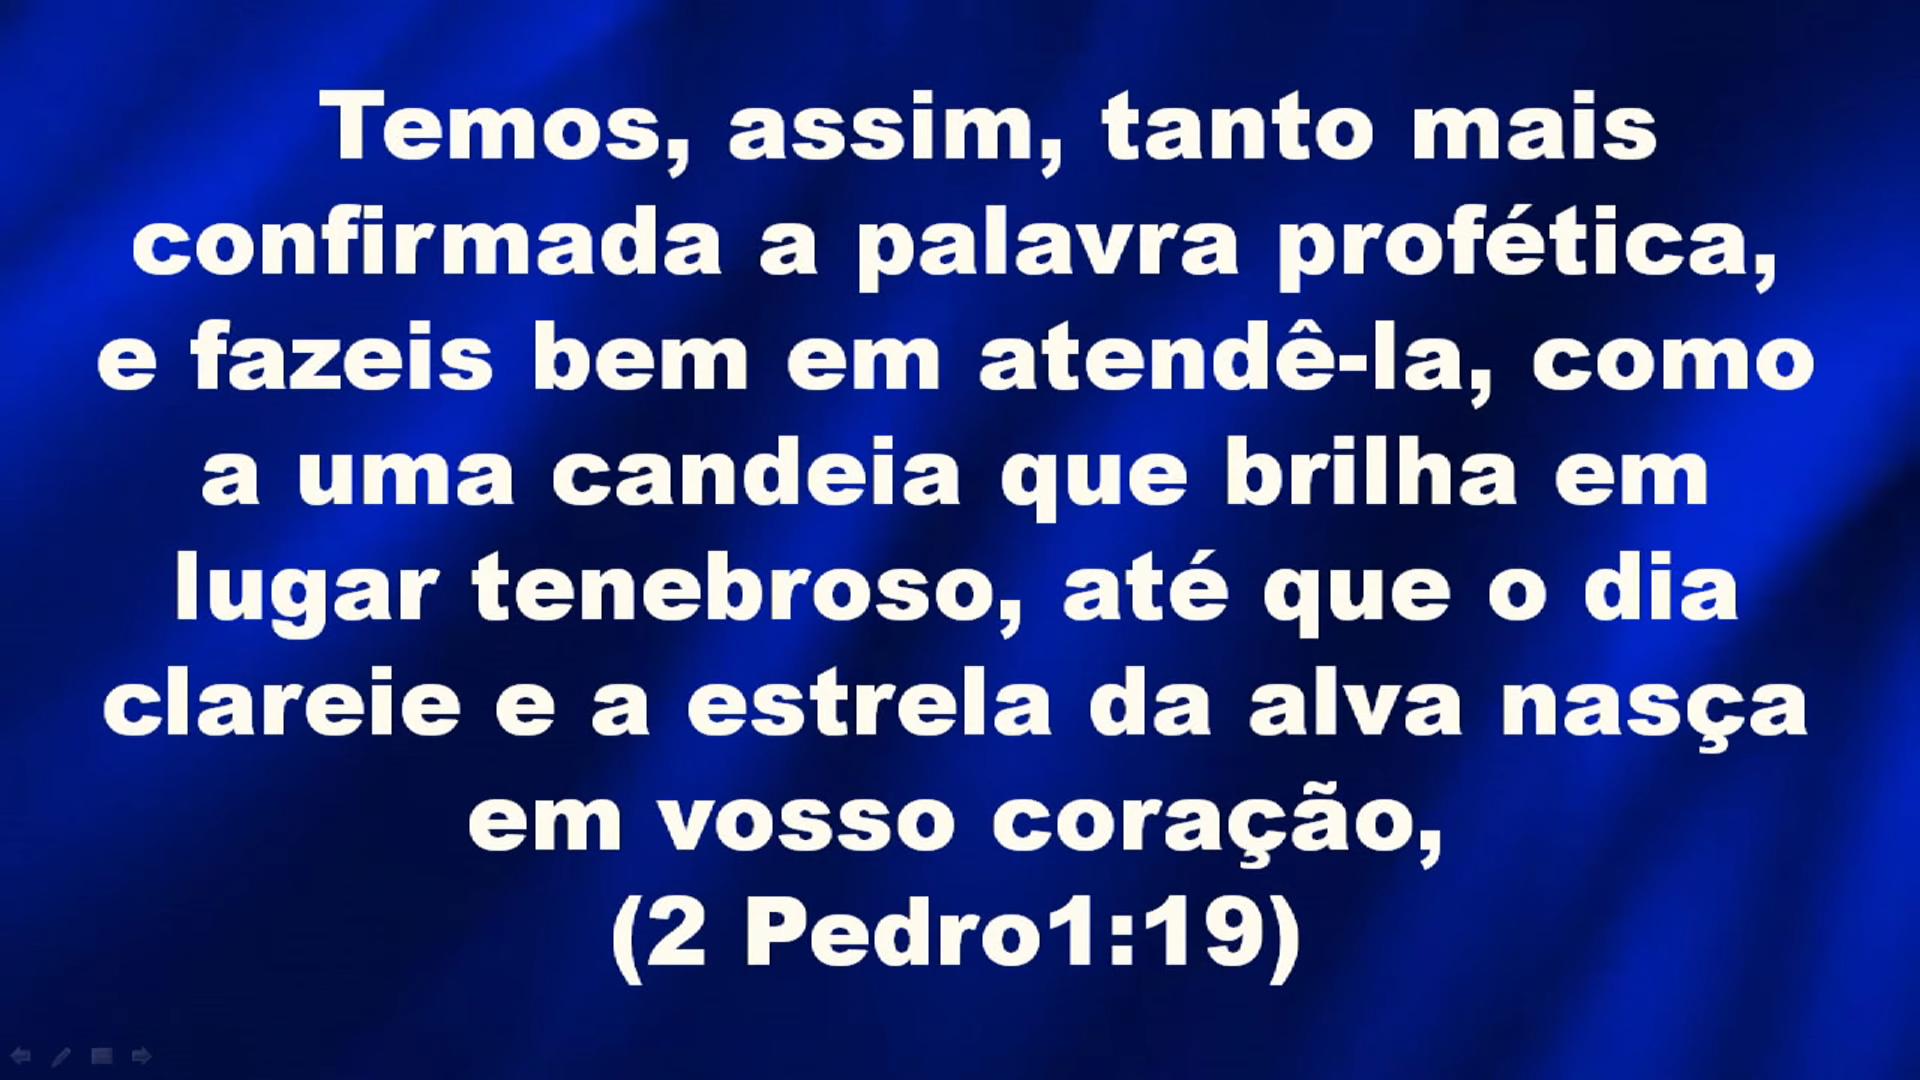 Temos, assim, tanto mais
confirmada a palavra profética,
e fazeis bem em atendê-la, como
a uma candeia que brilha em
lugar tenebroso, até que o dia
clareie e a estrela da alva nasça
em vosso coração,
(2 Pedro1:19)